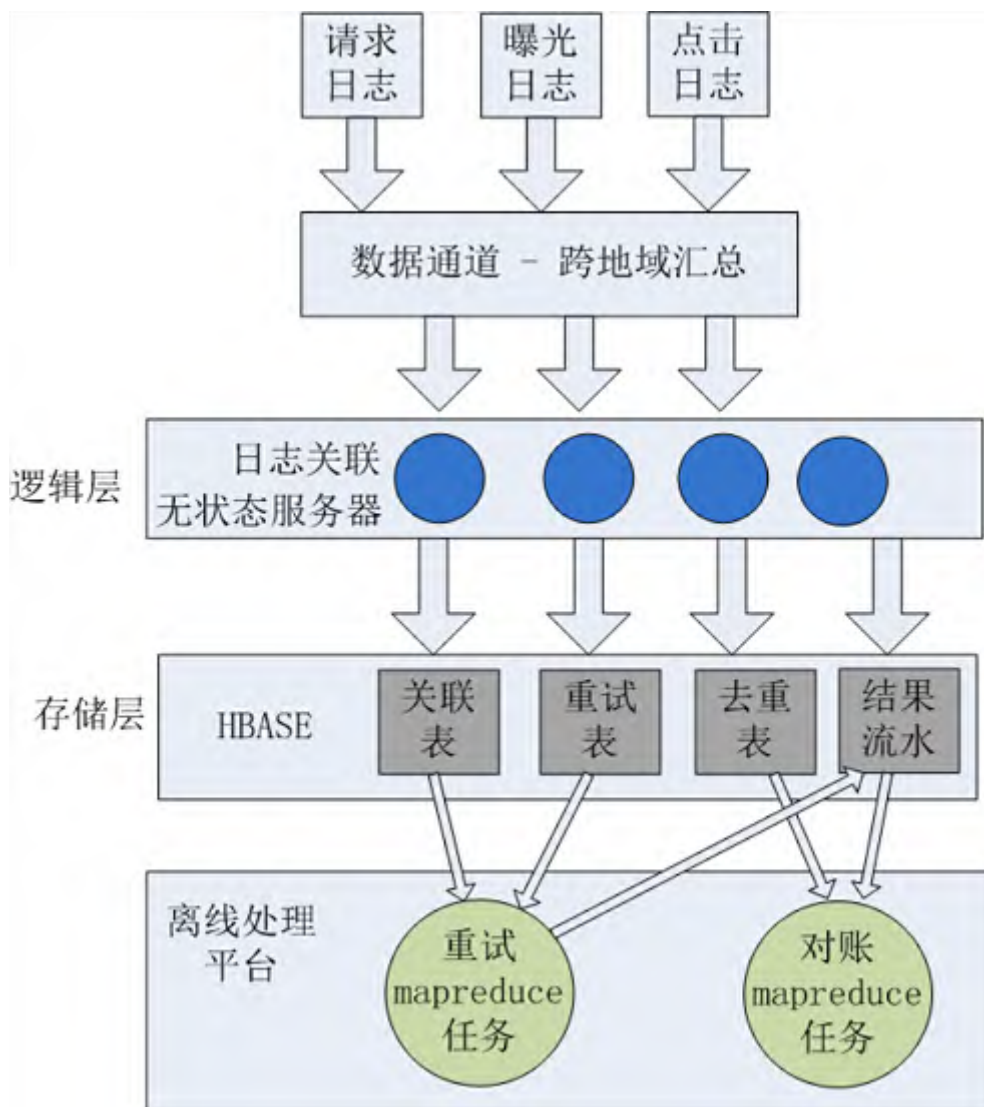 请求
日志
曝光
日志
点击
日志
数据通道 - 跨地域汇总
逻辑层
日志关联
无状态服务器
存储层
HBASE
关联
表
重试
表
去重
表
结果
流水
离线处理
平台
重试
mapreduce
任务
对账
mapreduce
任务